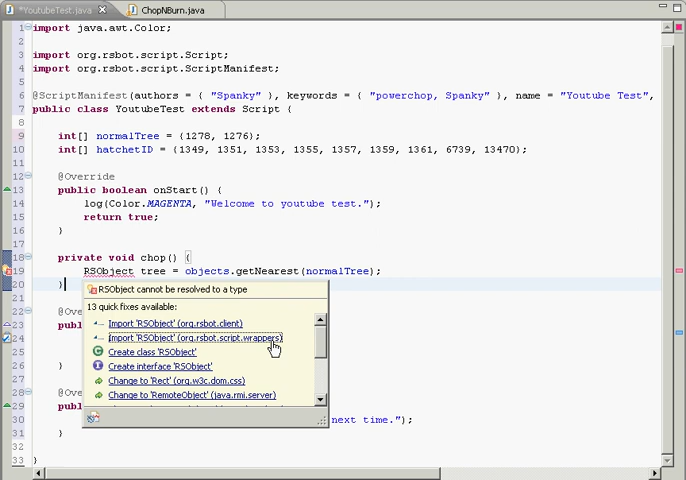 *YoutubeTest.java
ChopNBurn.java
1 import java.awt.Color;
2
3 import org.rsbot.script.Script;
4 import org.rsbot.script.ScriptManifest;
5
6 @ScriptManifest(authors = { "Spanky" }, keywords = { "powerchop, Spanky" }, name = "Youtube Test",
7 public class YoutubeTest extends Script {
8
9 int[] normalTree = {1278, 1276};
10 int[] hatchetID = {1349, 1351, 1353, 1355, 1357, 1359, 1361, 6739, 13470};
11
12 @Override
13 public boolean onStart() {
14 log(Color.MAGENTA, "Welcome to youtube test.");
15 return true;
16 }
17
18 private void chop() {
19 RSObject tree = objects.getNearest(normalTree);
20 }
21
RSObject cannot be resolved to a type
13 quick fixes available:
Import 'RSObject' (org.rsbot.client)
Import 'RSObject' (org.rsbot.script.wrappers)
Create class 'RSObject'
Create interface 'RSObject'
Change to 'Rect' (org.w3c.dom.css)
Change to 'RemoteObject' (java.rmi.server)
22 @Ov
23 pub
24
25
26 }
27
28 @Ov
29 pub
30 next time.");
31 }
32
33 }